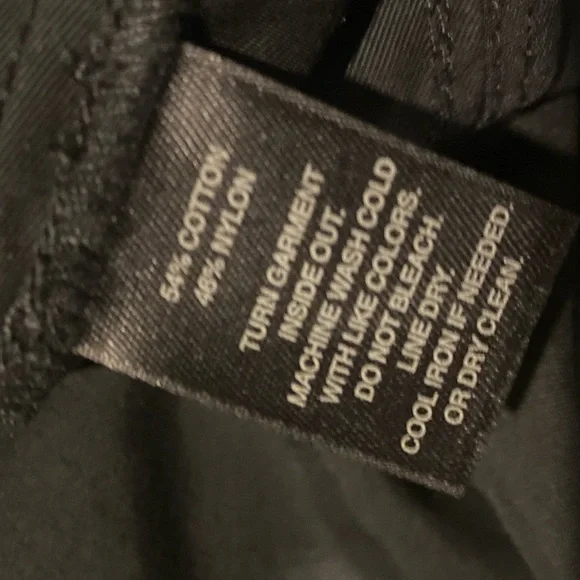 54% COTTON
46% NYLON
TURN GARMENT
INSIDE OUT.
MACHINE WASH COLD
WITH LIKE COLORS.
DO NOT BLEACH.
LINE DRY.
COOL IRON IF NEEDED.
OR DRY CLEAN.